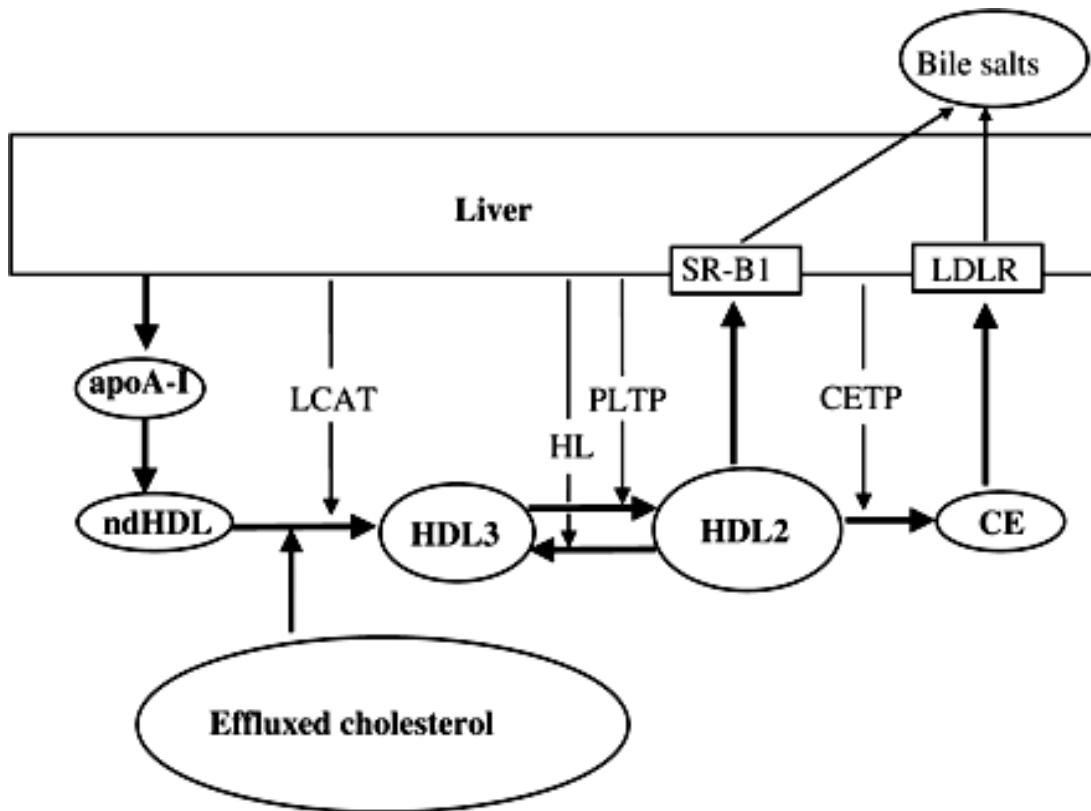 Bile salts
Liver
SR-B1
LDLR
apoA-I
LCAT
PLTP
CETP
HL
ndHDL
HDL3
HDL2
CE
Effluxed cholesterol